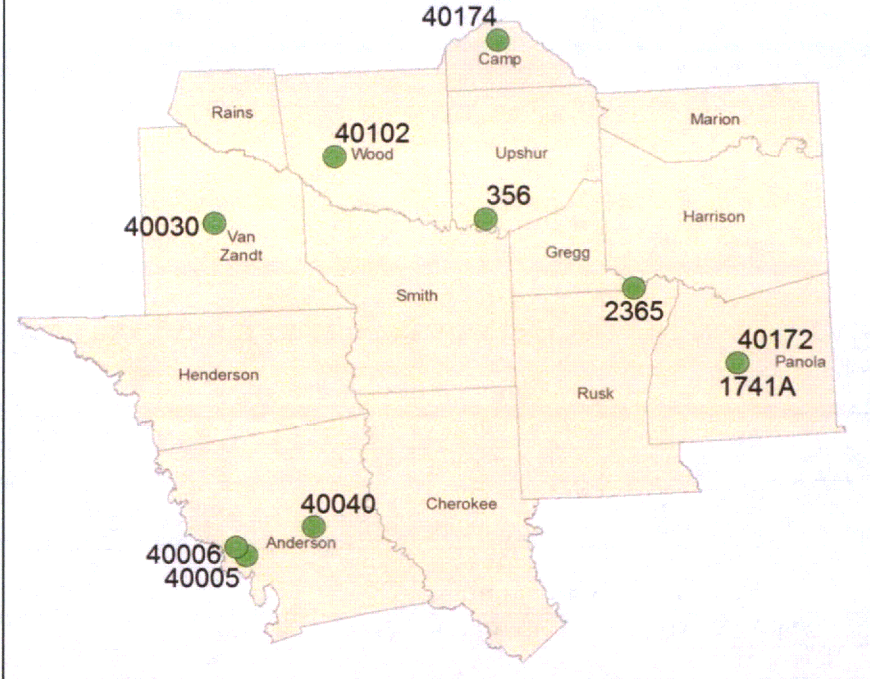 40174
Camp
Rains
Marion
40102
Wood
Upshur
356
Harrison
40030
Van
Zandt
Gregg
Smith
2365
40172
Panola
1741A
Henderson
Rusk
40040
Cherokee
Anderson
40006
40005